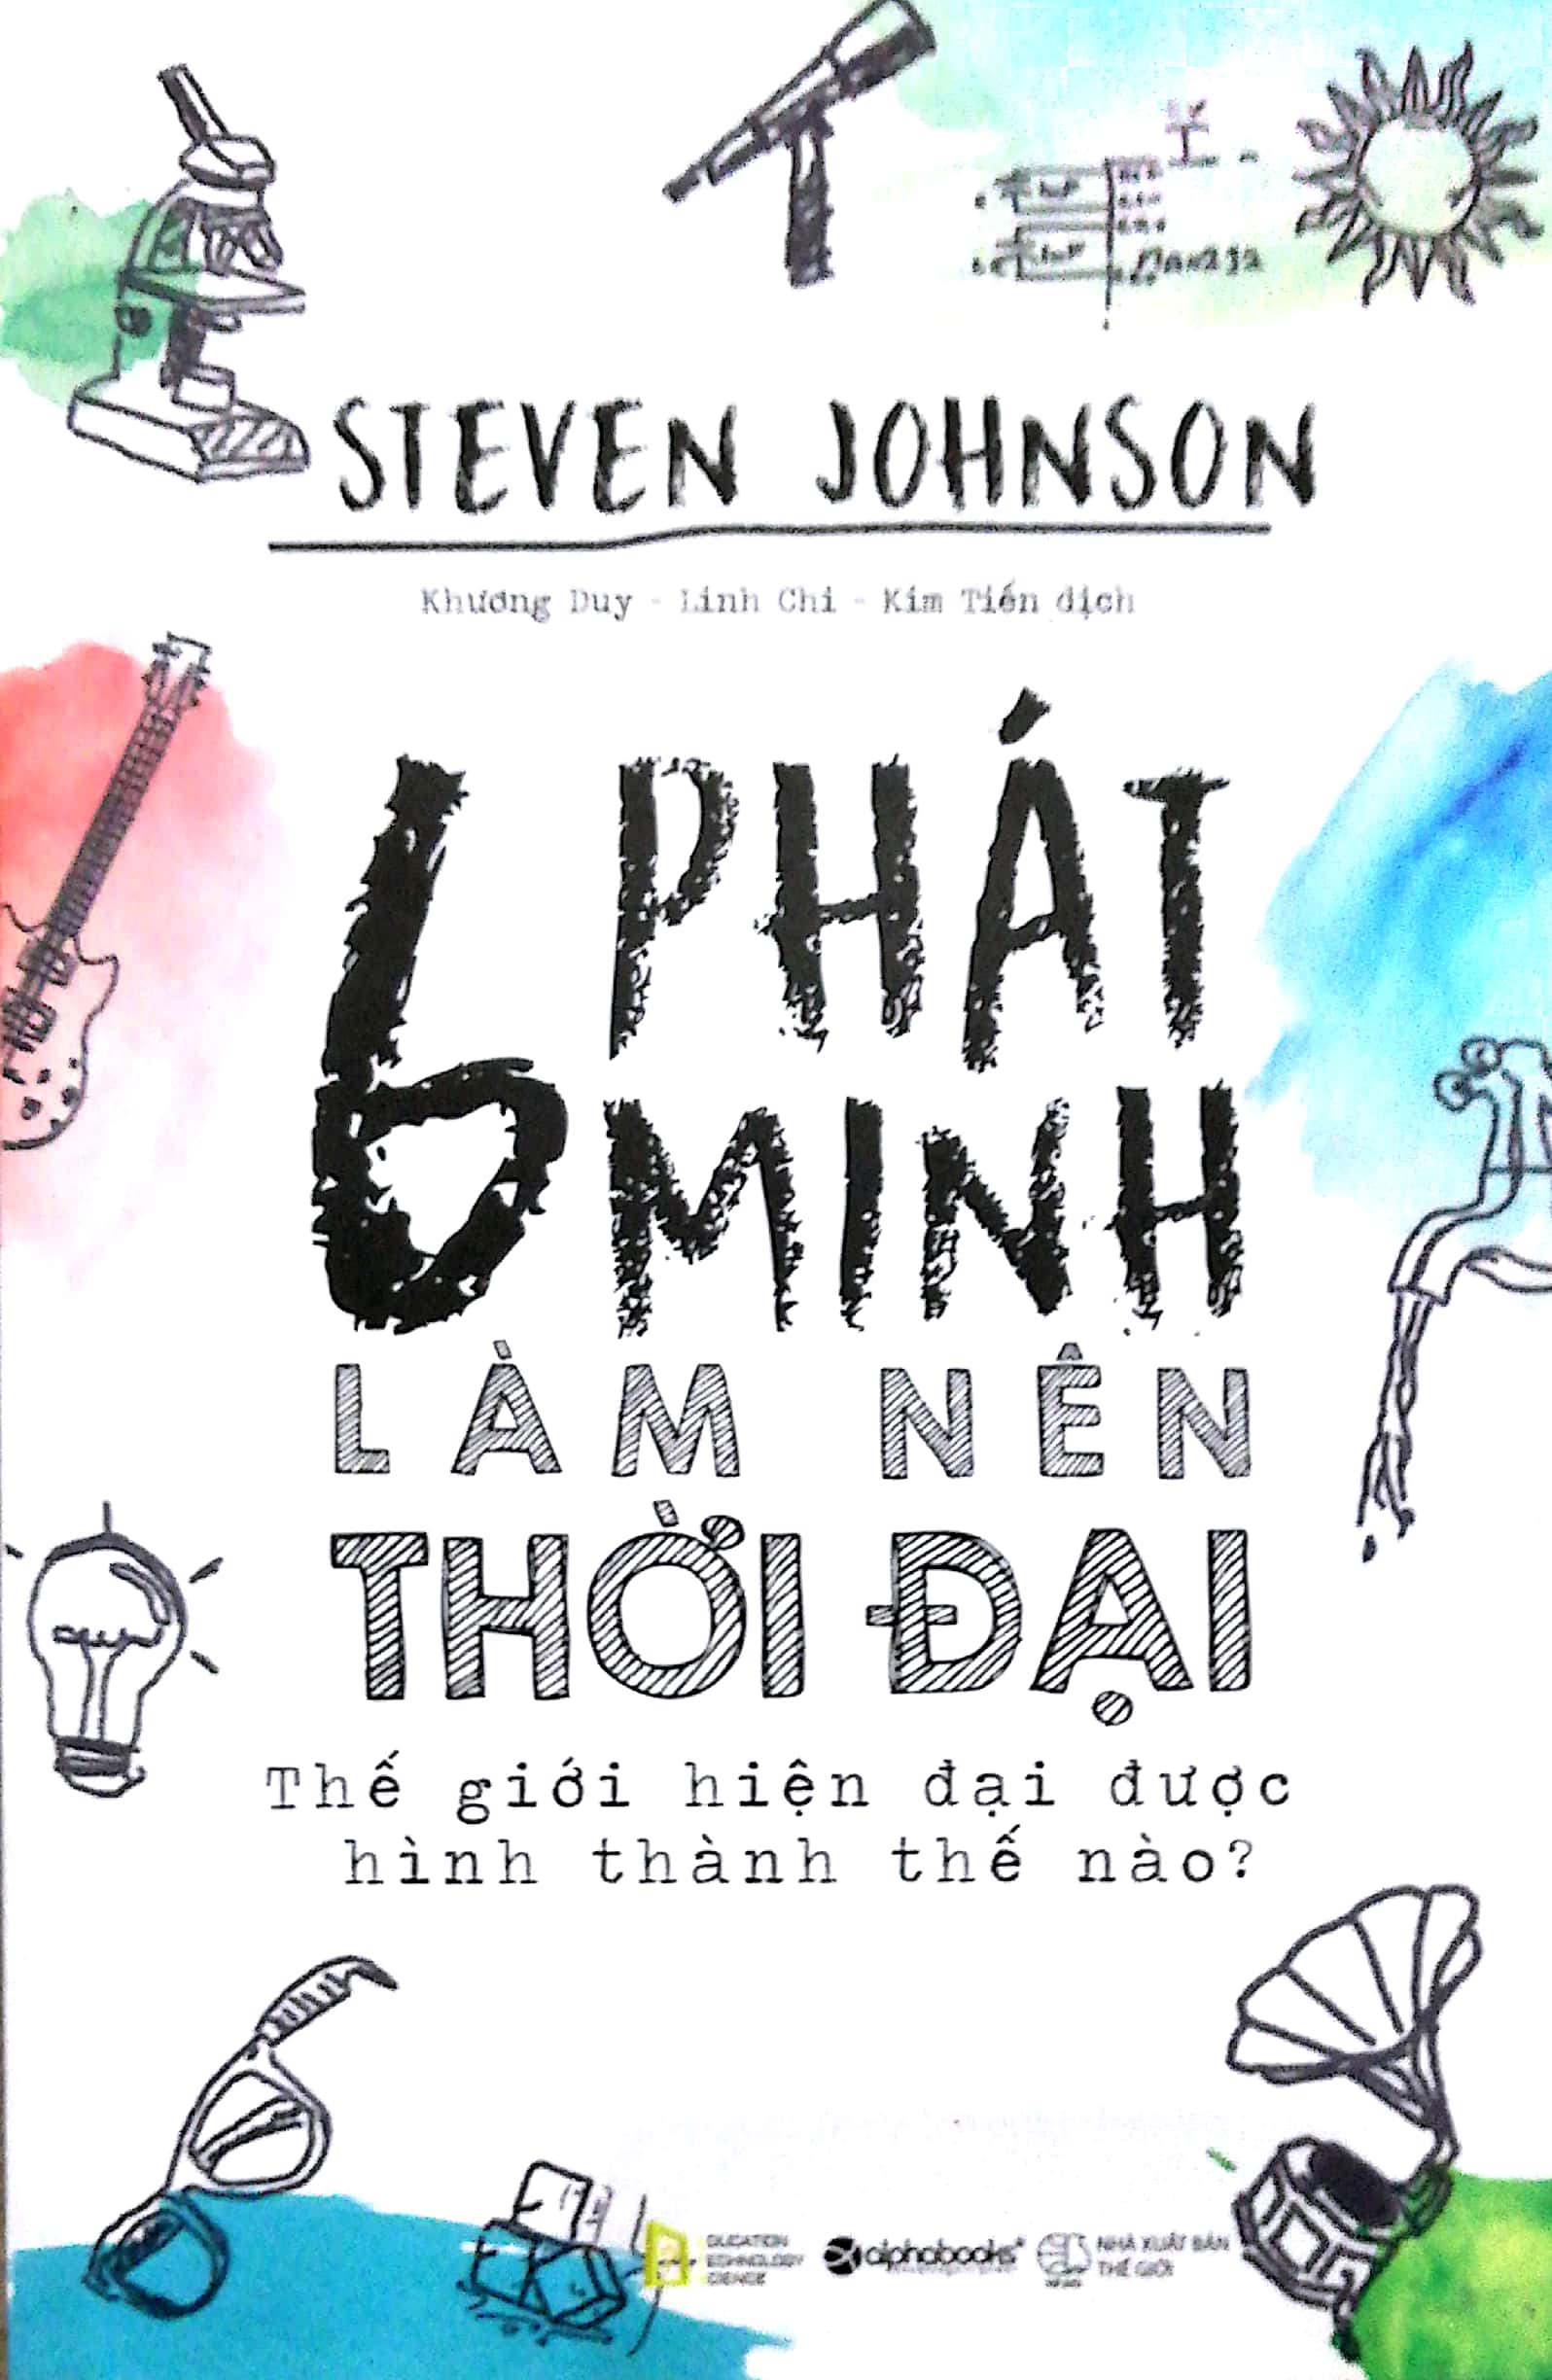 STEVEN JOHNSON
Khương Duy - Linh Chi - Kim Tiến dịch
6 PHÁT
MINH
LÀM NÊN
THỜI ĐẠI
Thế giới hiện đại được
hình thành thế nào?
alphabooks®
NHÀ XUẤT BẢN
THẾ GIỚI